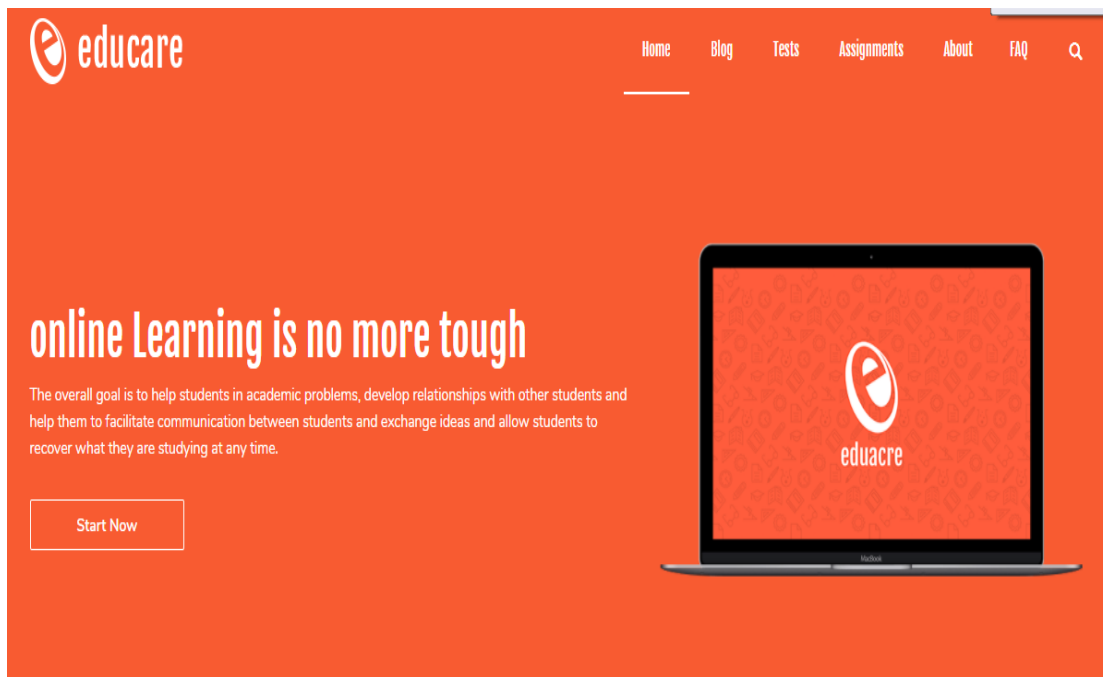 educare
Home Blog Tests Assignments About FAQ
online Learning is no more tough
The overall goal is to help students in academic problems, develop relationships with other students and
help them to facilitate communication between students and exchange ideas and allow students to
recover what they are studying at any time.
Start Now
eduacre
MacBook